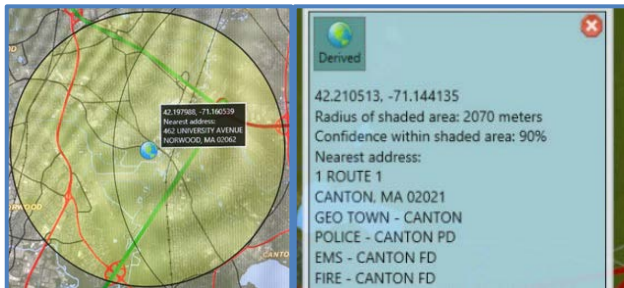 42.197988, -71.160539
Nearest address:
462 UNIVERSITY AVENUE
NORWOOD, MA 02062
Derived
42.210513, -71.144135
Radius of shaded area: 2070 meters
Confidence within shaded area: 90%
Nearest address:
1 ROUTE 1
CANTON, MA 02021
GEO TOWN - CANTON
POLICE - CANTON PD
EMS - CANTON FD
FIRE - CANTON FD